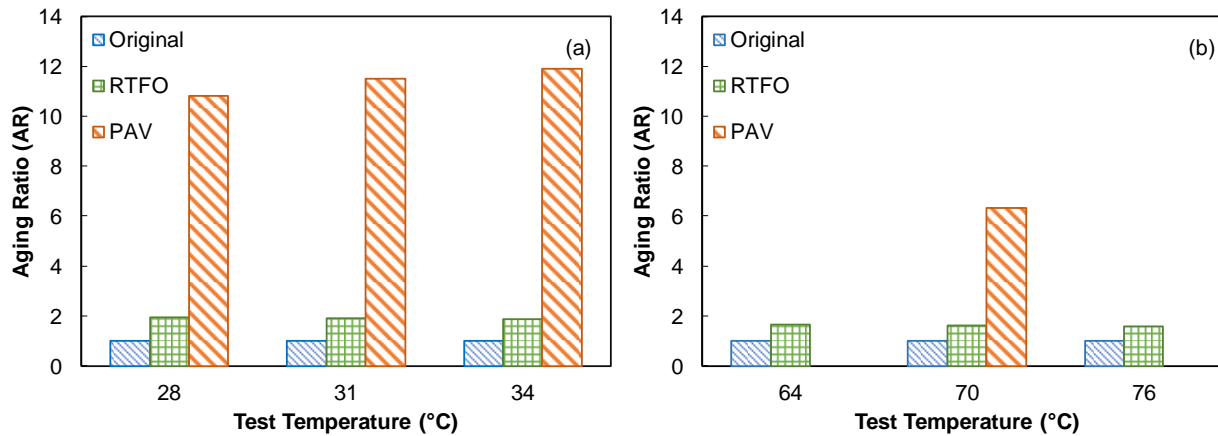 14
12
10
8
6
4
2
0
Aging Ratio (AR)
Original
RTFO
PAV
(a)
28 31 34
Test Temperature (°C)
14
12
10
8
6
4
2
0
Aging Ratio (AR)
Original
RTFO
PAV
(b)
64 70 76
Test Temperature (°C)